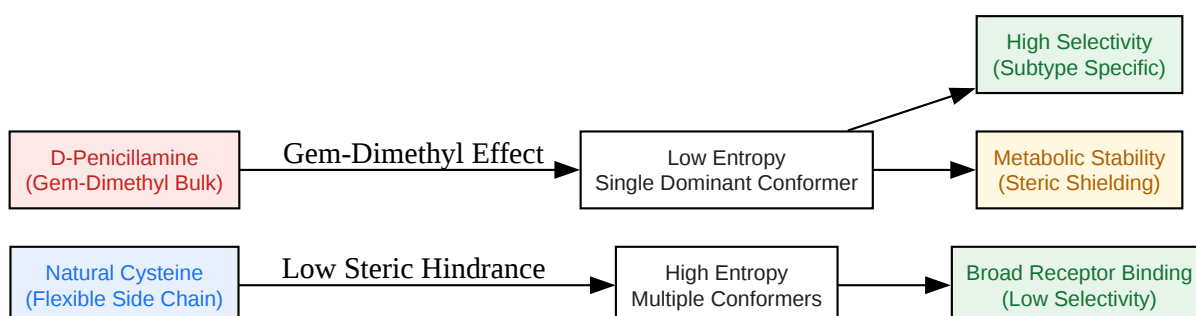 High Selectivity
(Subtype Specific)
D-Penicillamine
(Gem-Dimethyl Bulk)
Gem-Dimethyl Effect
Low Entropy
Single Dominant Conformer
Metabolic Stability
(Steric Shielding)
Natural Cysteine
(Flexible Side Chain)
Low Steric Hindrance
High Entropy
Multiple Conformers
Broad Receptor Binding
(Low Selectivity)